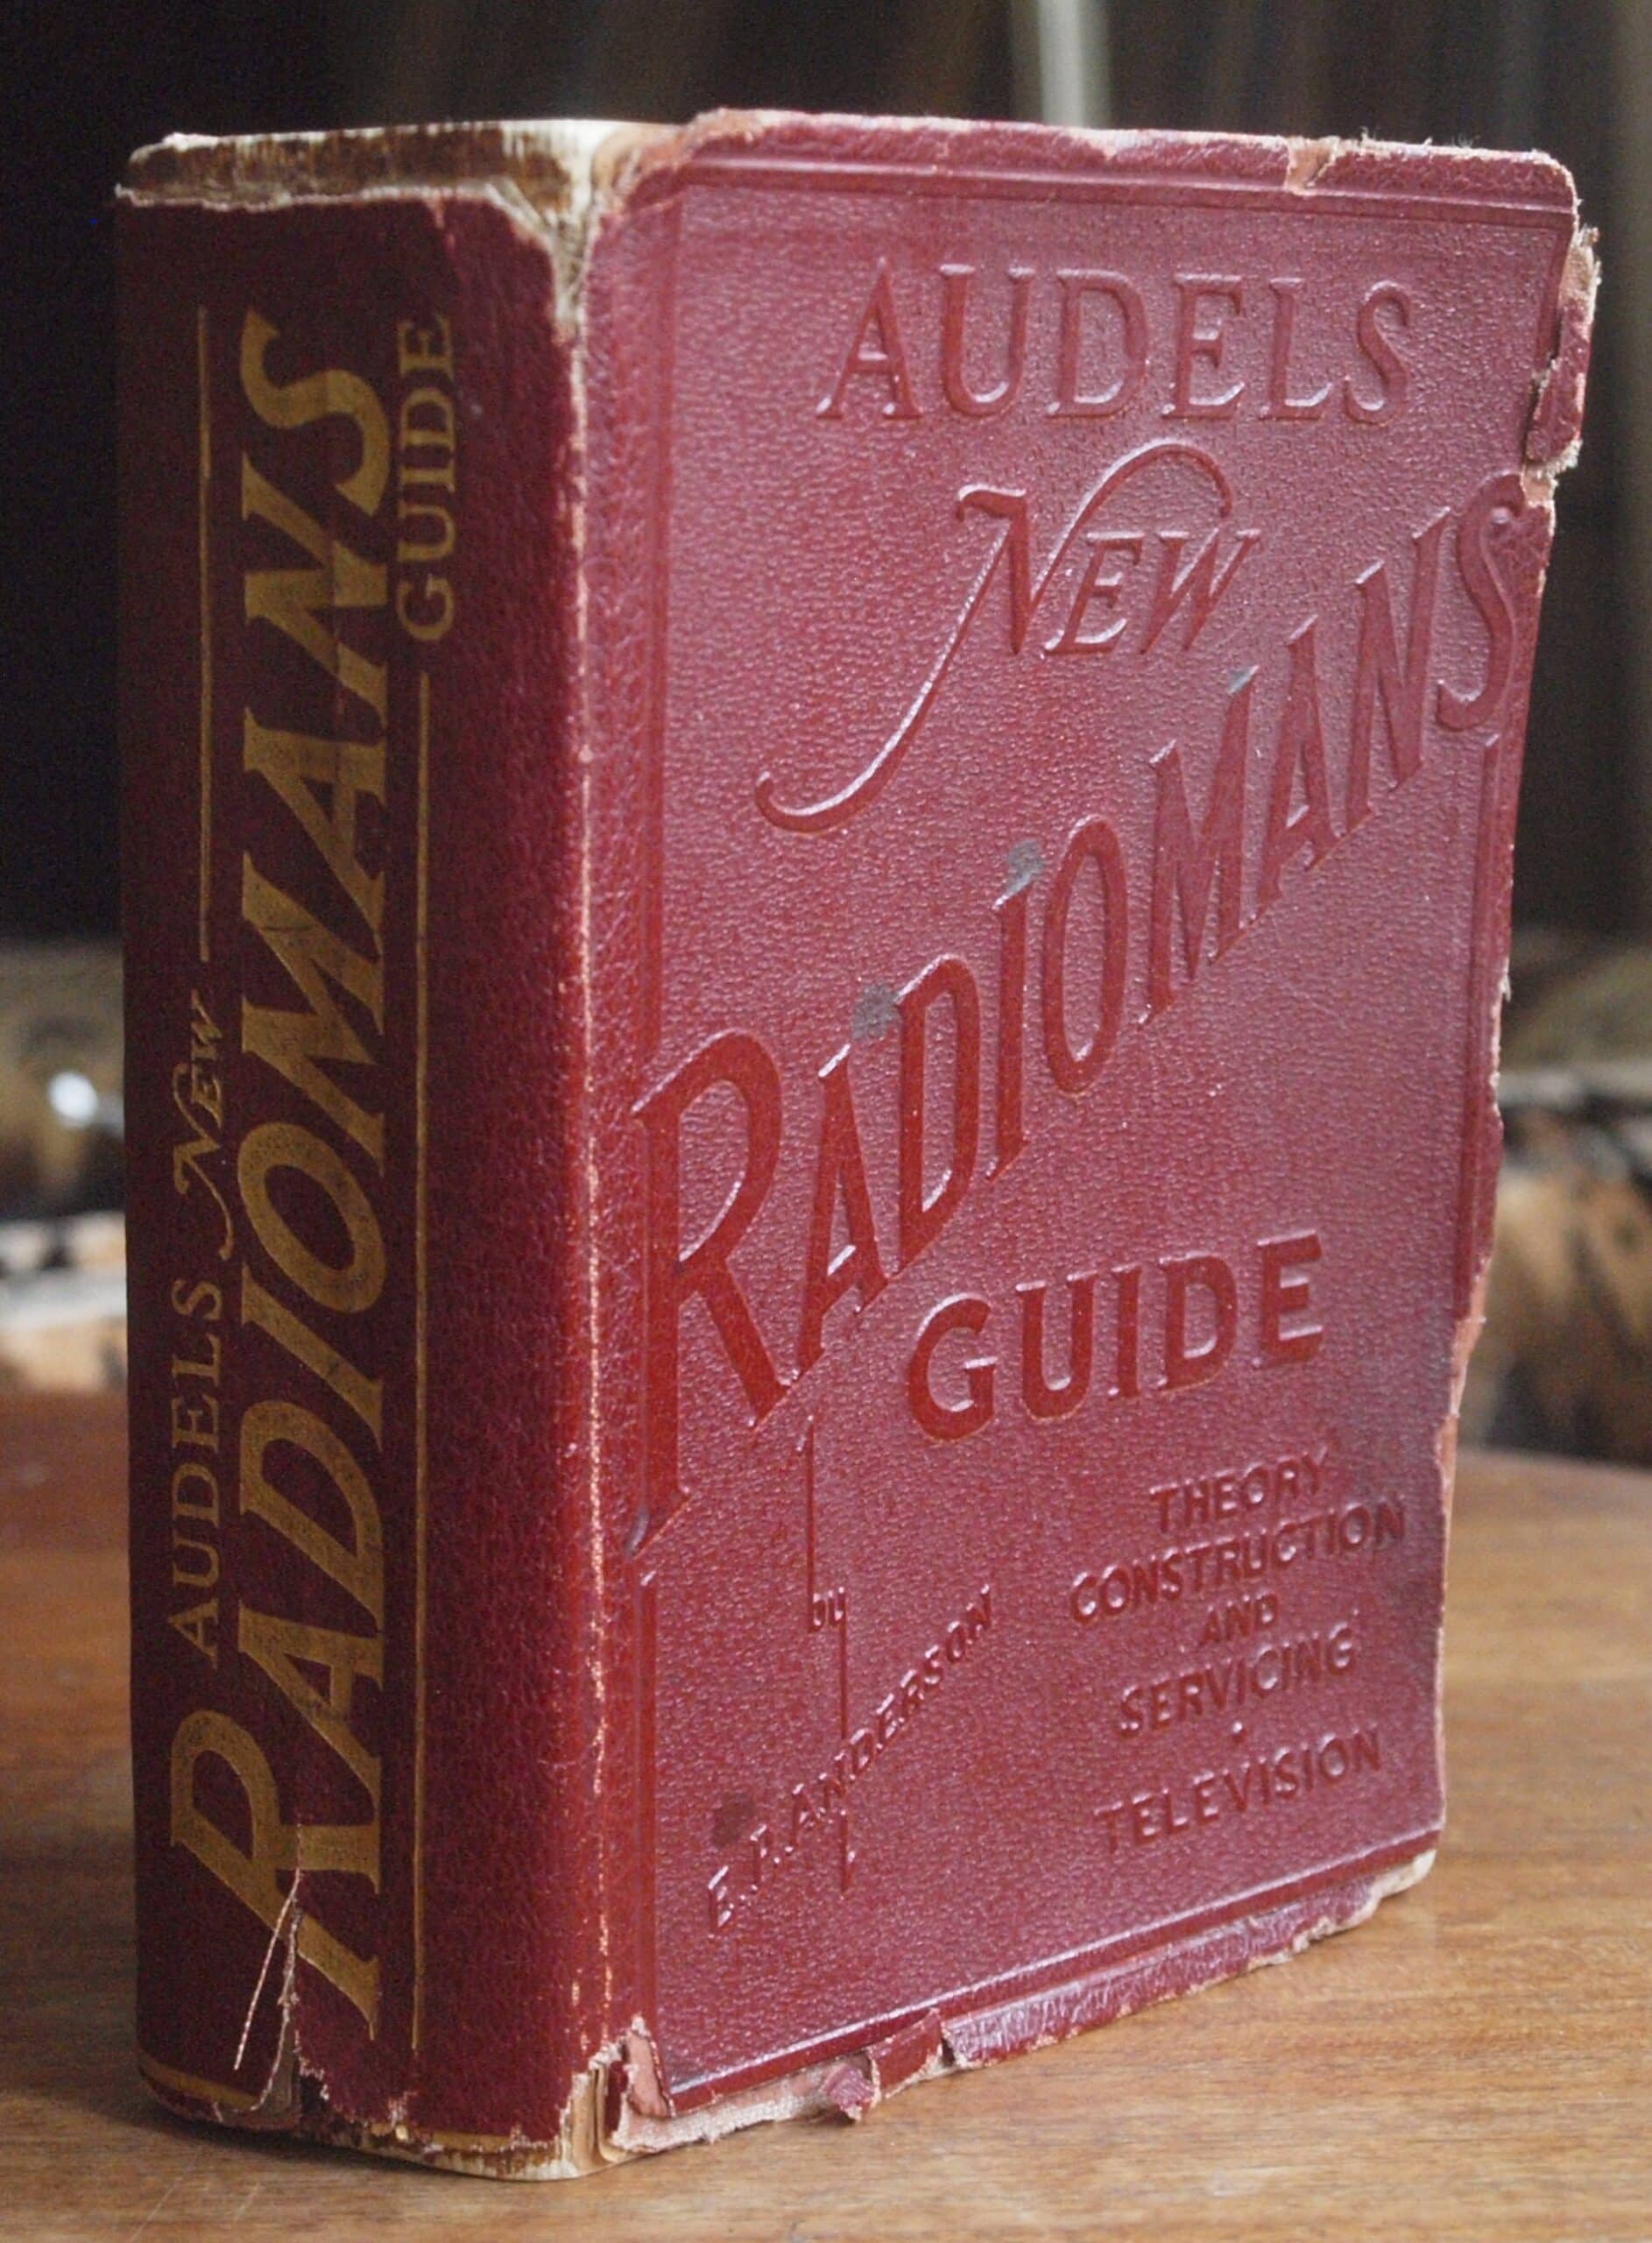 AUDELS NEW
RADIOMANS
GUIDE
AUDELS
NEW
RADIOMANS
GUIDE
by
E.P. ANDERSON
THEORY
CONSTRUCTION
AND
SERVICING
•
TELEVISION